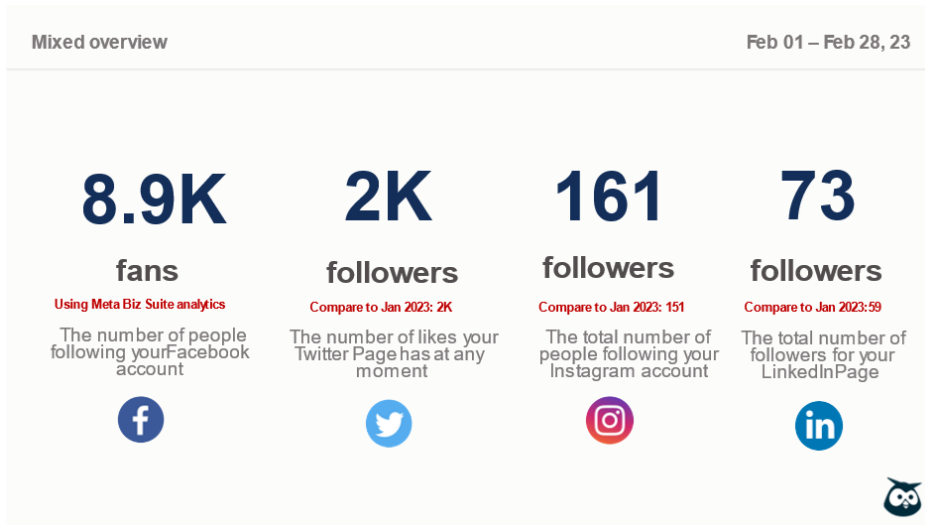 Mixed overview
Feb 01 – Feb 28, 23
8.9K
fans
Using Meta Biz Suite analytics
The number of people
following yourFacebook
account
2K
followers
Compare to Jan 2023: 2K
The number of likes your
Twitter Page has at any
moment
161
followers
Compare to Jan 2023: 151
The total number of
people following your
Instagram account
73
followers
Compare to Jan 2023:59
The total number of
followers for your
LinkedInPage
f
in